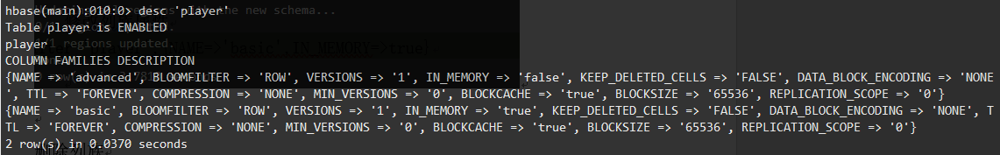 hbase(main):010:0> desc 'player'
Table player is ENABLED
player
COLUMN FAMILIES DESCRIPTION
{NAME => 'advanced', BLOOMFILTER => 'ROW', VERSIONS => '1', IN_MEMORY => 'false', KEEP_DELETED_CELLS => 'FALSE', DATA_BLOCK_ENCODING => 'NONE
', TTL => 'FOREVER', COMPRESSION => 'NONE', MIN_VERSIONS => '0', BLOCKCACHE => 'true', BLOCKSIZE => '65536', REPLICATION_SCOPE => '0'}
{NAME => 'basic', BLOOMFILTER => 'ROW', VERSIONS => '1', IN_MEMORY => 'true', KEEP_DELETED_CELLS => 'FALSE', DATA_BLOCK_ENCODING => 'NONE', T
TL => 'FOREVER', COMPRESSION => 'NONE', MIN_VERSIONS => '0', BLOCKCACHE => 'true', BLOCKSIZE => '65536', REPLICATION_SCOPE => '0'}
2 row(s) in 0.0370 seconds